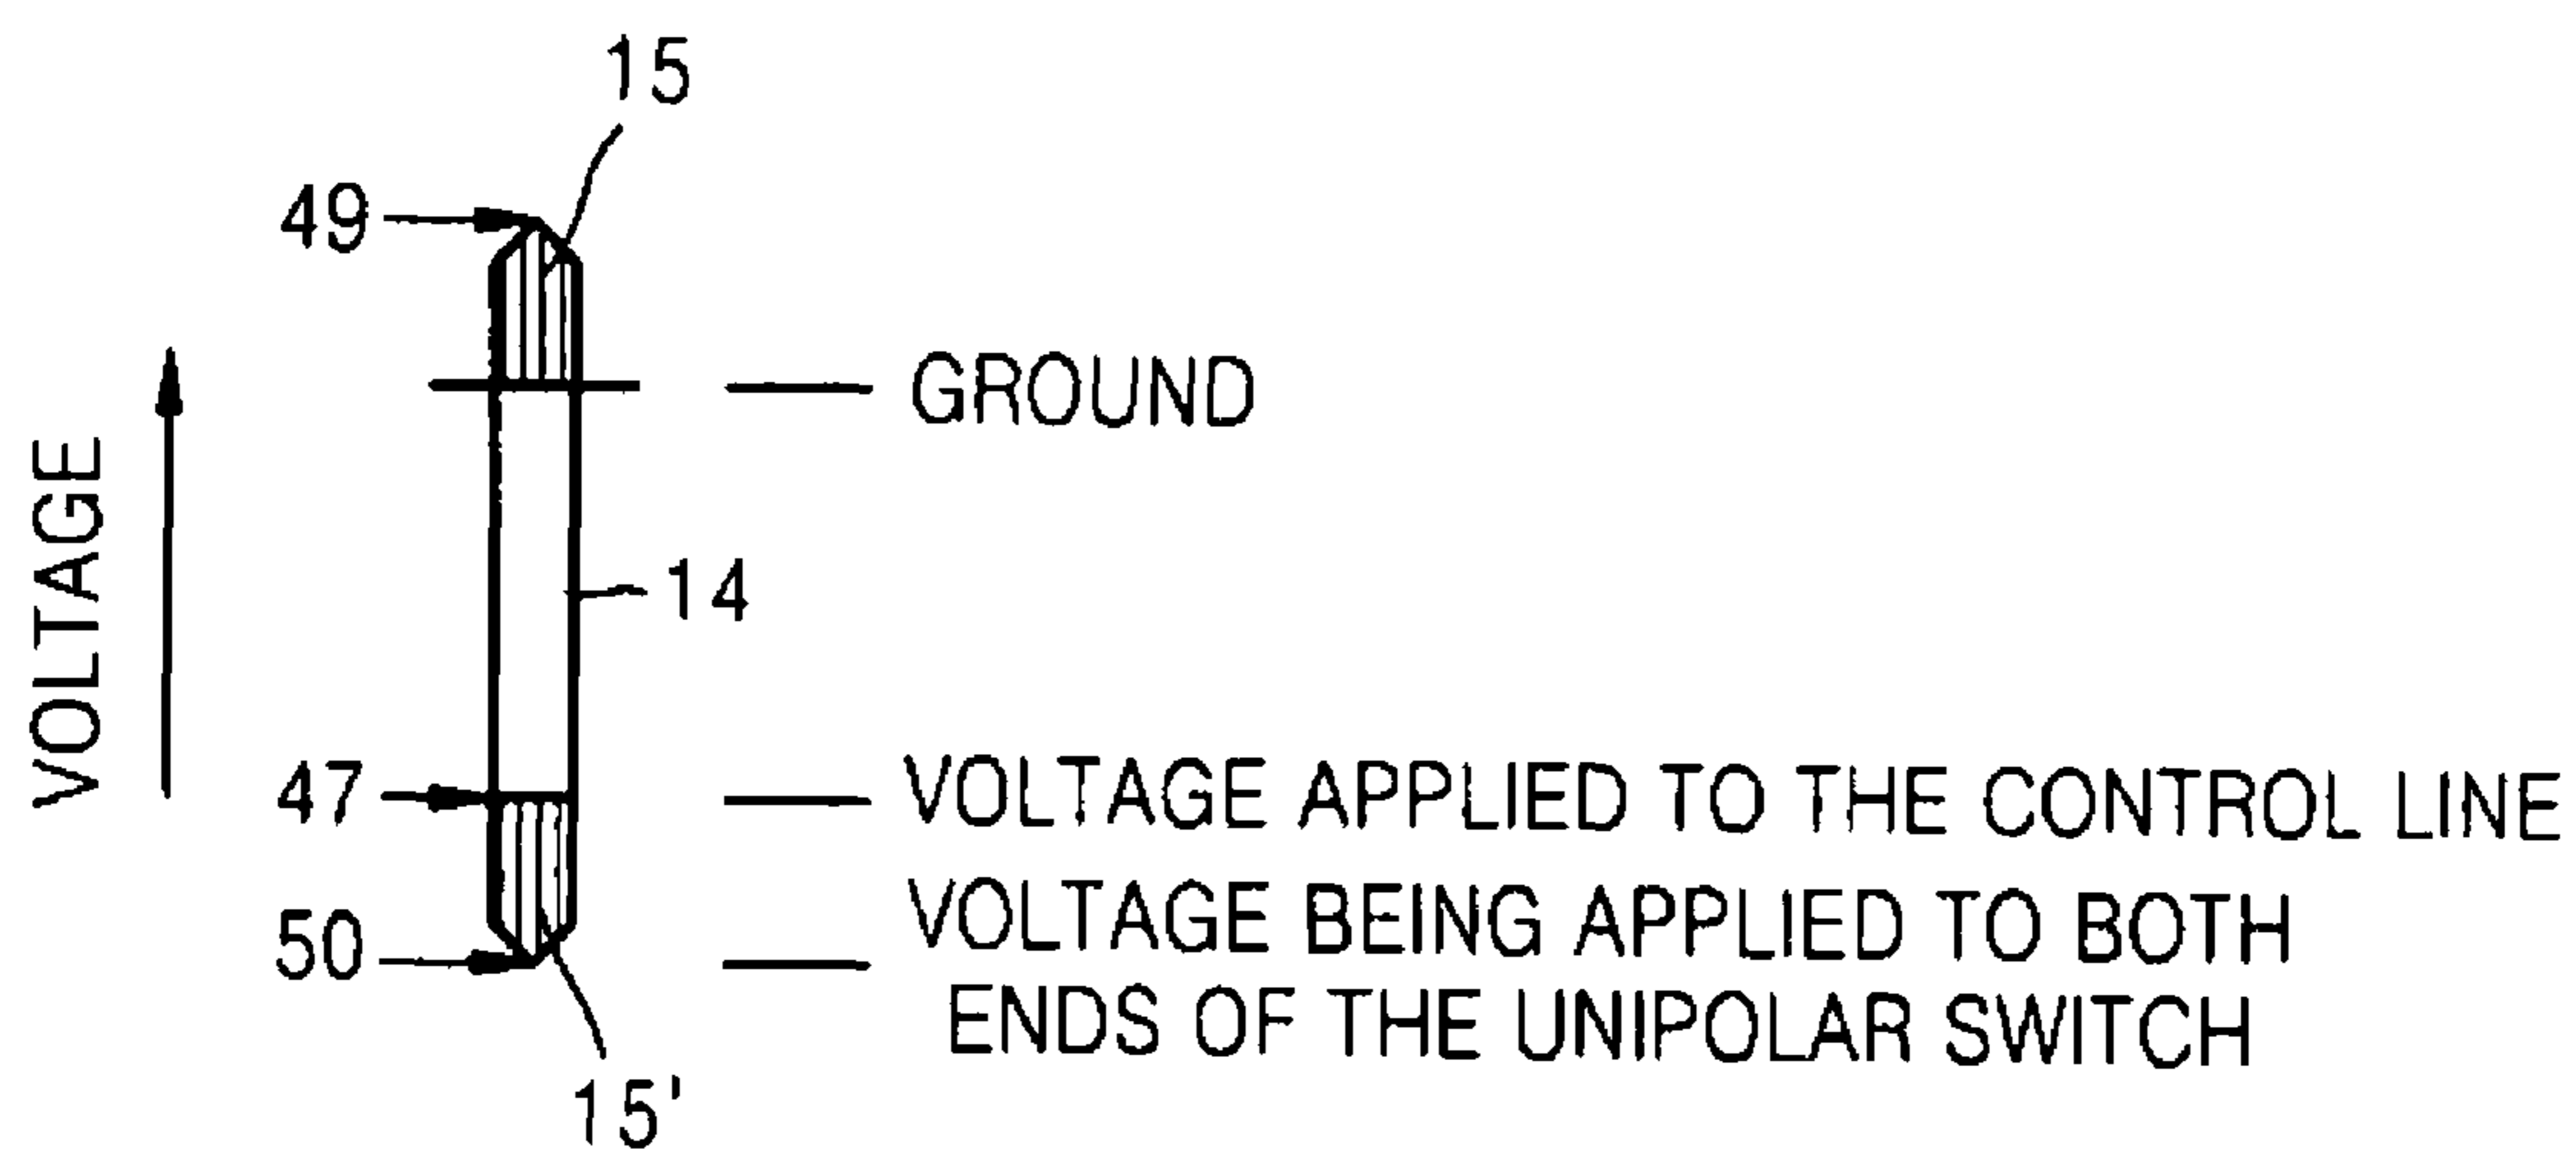 15
49
GROUND
VOLTAGE
14
47
VOLTAGE APPLIED TO THE CONTROL LINE
VOLTAGE BEING APPLIED TO BOTH
50
ENDS OF THE UNIPOLAR SWITCH
15'